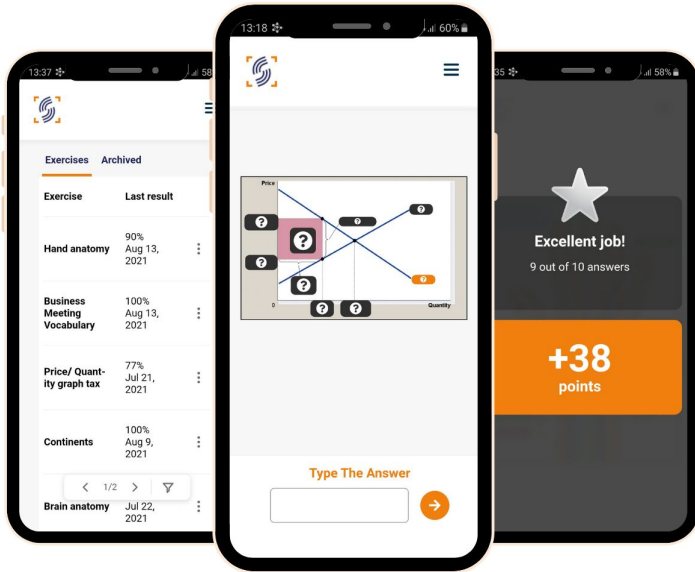 13:37
58
Exercises Archived
Exercise Last result
Hand anatomy
90%
Aug 13,
2021
Business
Meeting
Vocabulary
100%
Aug 13,
2021
Price/ Quant-
ity graph tax
77%
Jul 21,
2021
Continents
100%
Aug 9,
2021
1/2
Brain anatomy
Jul 22,
2021
13:18 60%
Price
?
?
?
?
?
?
?
0
?
?
Quantity
Type The Answer
35 58%
Excellent job!
9 out of 10 answers
+38
points